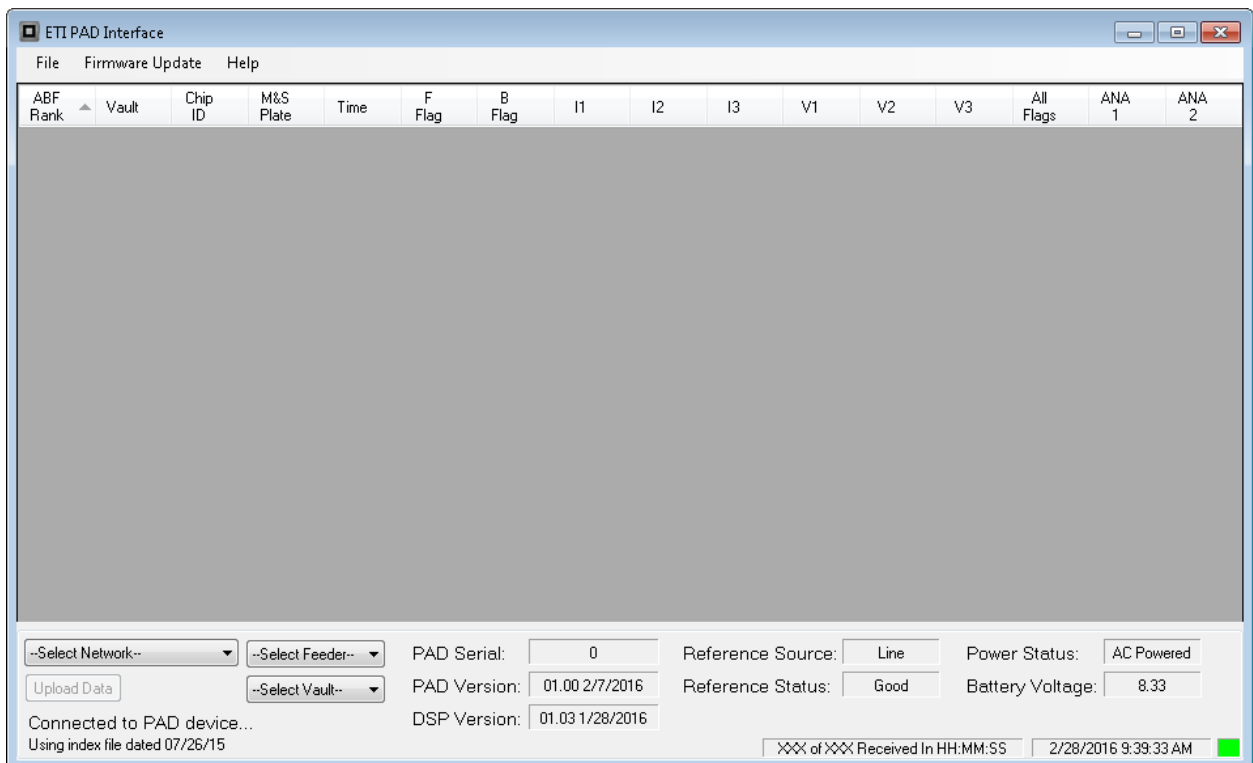 ETI PAD Interface
File Firmware Update Help
ABF Rank Vault Chip ID M&S Plate Time F Flag B Flag I1 I2 I3 V1 V2 V3 All Flags ANA 1 ANA 2
--Select Network-- --Select Feeder-- PAD Serial: 0 Reference Source: Line Power Status: AC Powered
Upload Data --Select Vault-- PAD Version: 01.00 2/7/2016 Reference Status: Good Battery Voltage: 8.33
Connected to PAD device... DSP Version: 01.03 1/28/2016
Using index file dated 07/26/15 XXX of XXX Received In HH:MM:SS 2/28/2016 9:39:33 AM